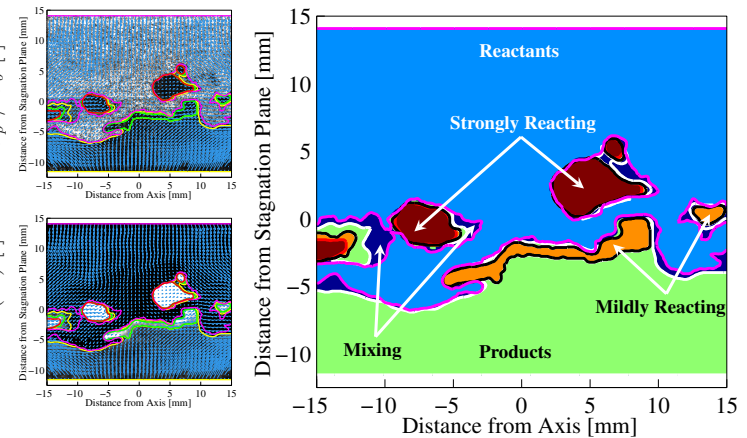 Distance from Stagnation Plane [mm]
15
10
5
0
−5
−10
−15 −10 −5 0 5 10 15
Distance from Axis [mm]
Distance from Stagnation Plane [mm]
15
10
5
0
−5
−10
−15 −10 −5 0 5 10 15
Distance from Axis [mm]
Distance from Stagnation Plane [mm]
15
10
5
0
−5
−10
Reactants
Strongly Reacting
Mildly Reacting
Mixing
Products
−15 −10 −5 0 5 10 15
Distance from Axis [mm]